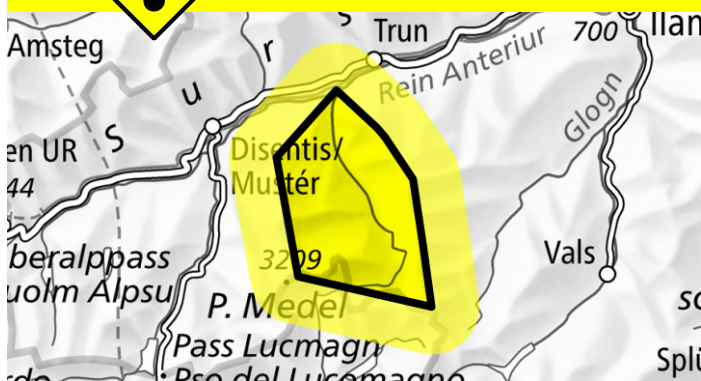 Trun
700
Ilan
Amsteg
s
r
Rein Anteriur
u
Glogn
S
en UR
Disentis/
Mustér
44
beralppass
3209
Vals
uolm Alpsu
P. Medel
Pass Lucmagn
Splü
rdo
Pso del Lucomagno